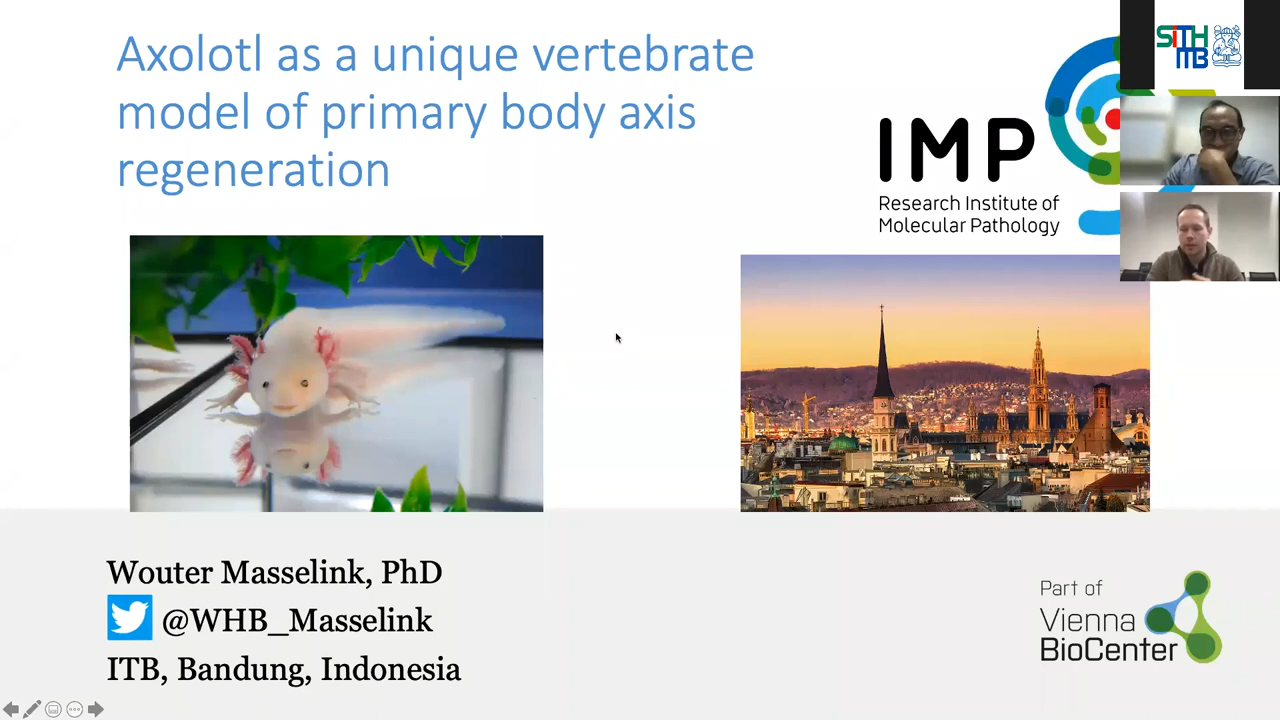 Axolotl as a unique vertebrate
model of primary body axis
regeneration
IMP
Research Institute of
Molecular Pathology
SiTH
ITB
Wouter Masselink, PhD
@WHB_Masselink
ITB, Bandung, Indonesia
Part of
Vienna
BioCenter